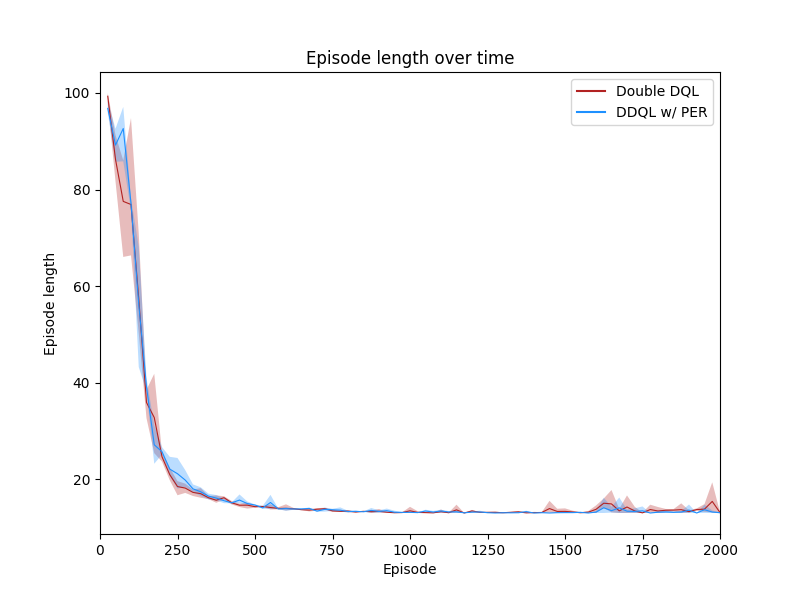 Episode length over time
Double DQL
DDQL w/ PER
Episode length
100
80
60
40
20
0 250 500 750 1000 1250 1500 1750 2000
Episode